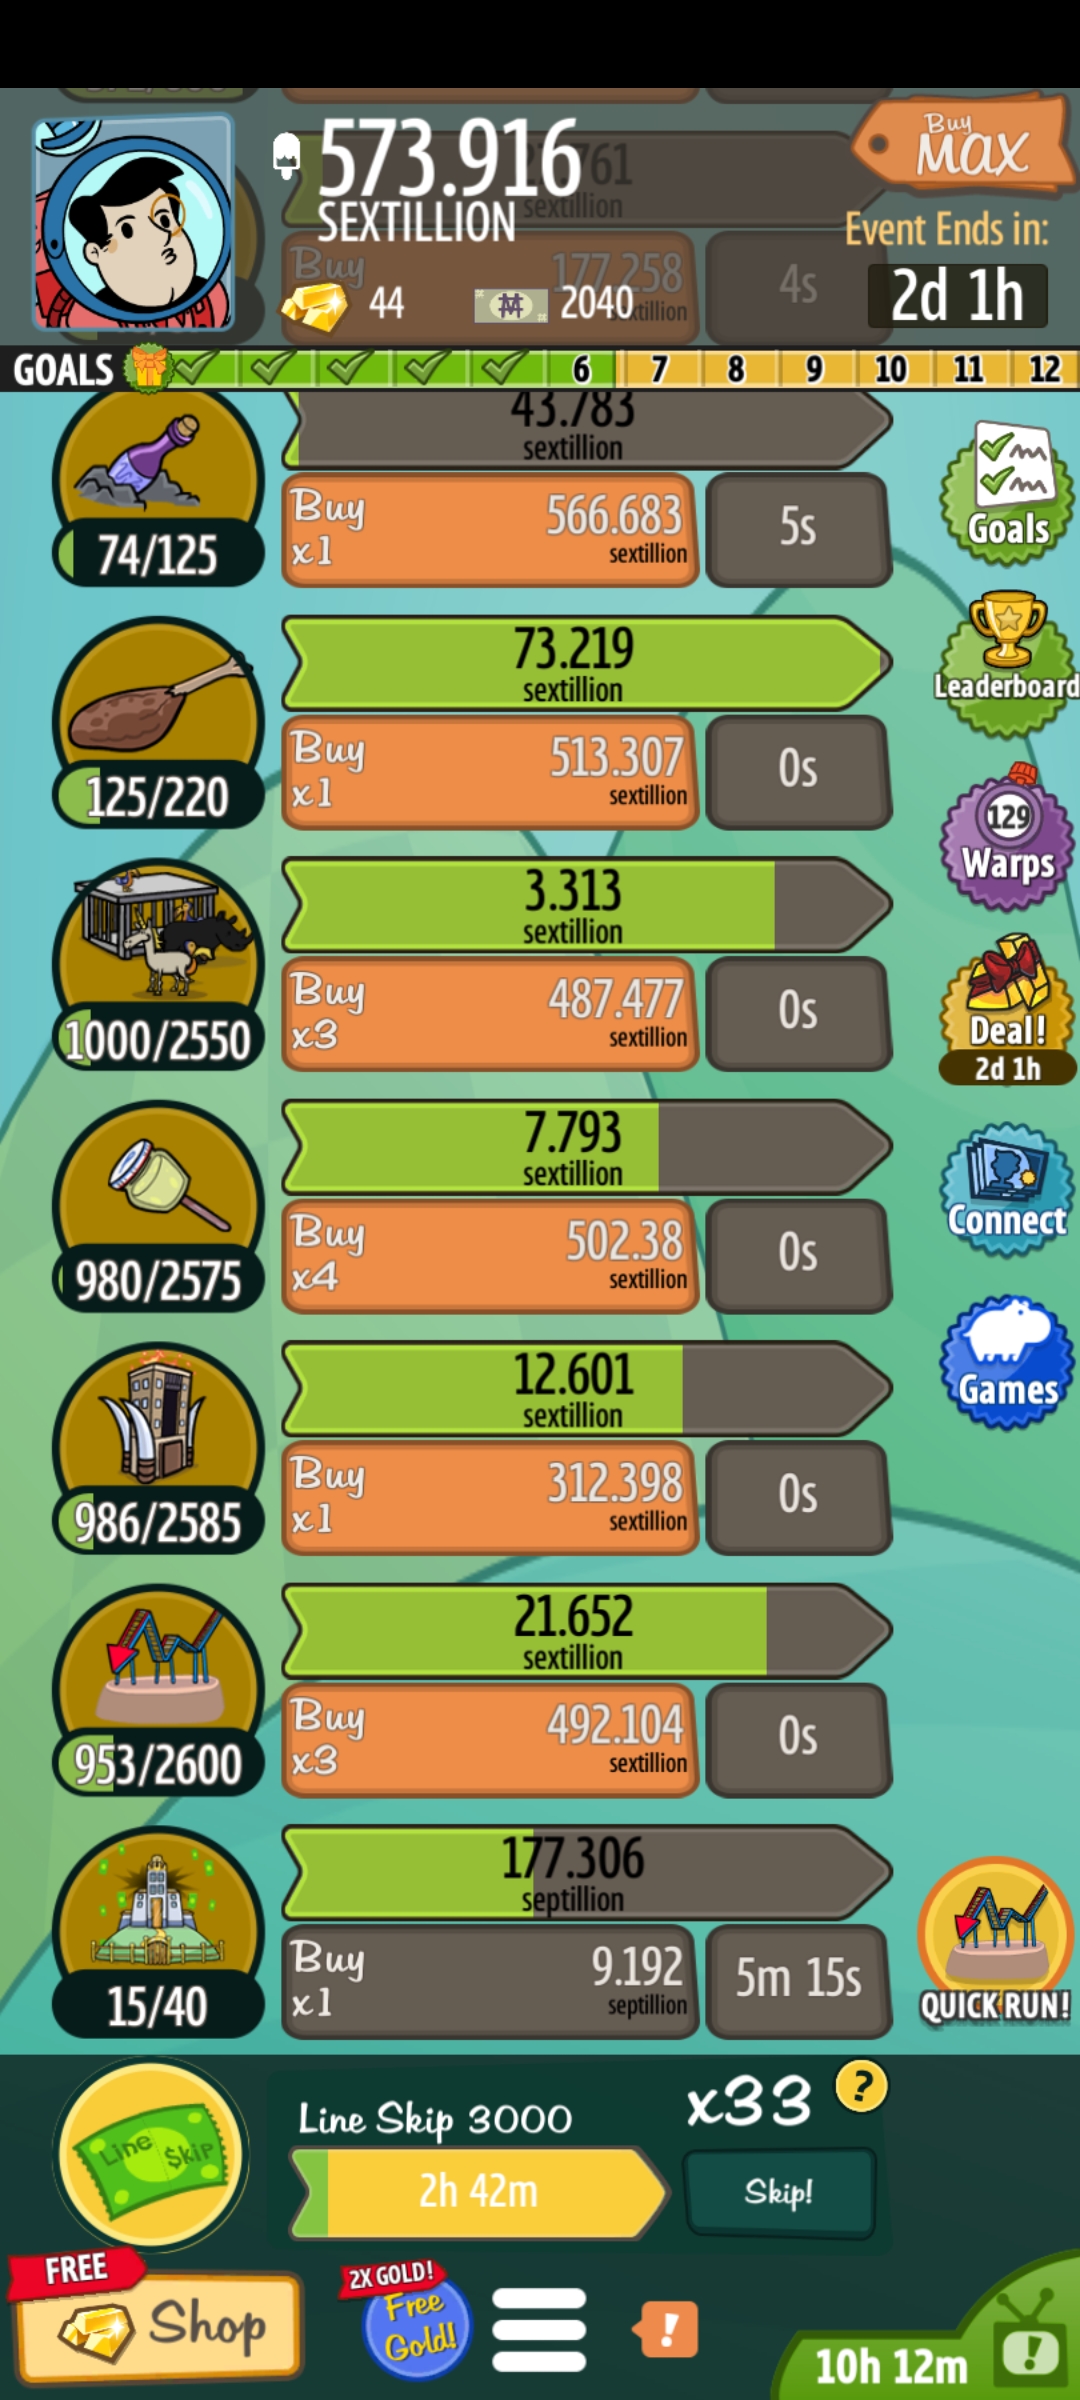 573.916
SEXTILLION
Buy
MAX
Event Ends in:
2d 1h
sextillion
Buy
177.258
4s
44
2040
GOALS
6
7
8
9
10
11
12
43.783
sextillion
Buy
x1
566.683
sextillion
5s
74/125
Goals
73.219
sextillion
Buy
x1
513.307
sextillion
0s
125/220
Leaderboard
3.313
sextillion
Buy
x3
487.477
sextillion
0s
1000/2550
129
Warps
Deal!
2d 1h
7.793
sextillion
Buy
x4
502.38
sextillion
0s
980/2575
Connect
12.601
sextillion
Buy
x1
312.398
sextillion
0s
986/2585
Games
21.652
sextillion
Buy
x3
492.104
sextillion
0s
953/2600
177.306
septillion
Buy
x1
9.192
septillion
5m 15s
15/40
QUICK RUN!
Line Skip
Line Skip 3000
2h 42m
x33
?
Skip!
FREE
Shop
2X GOLD!
Free
Gold!
!
10h 12m
!